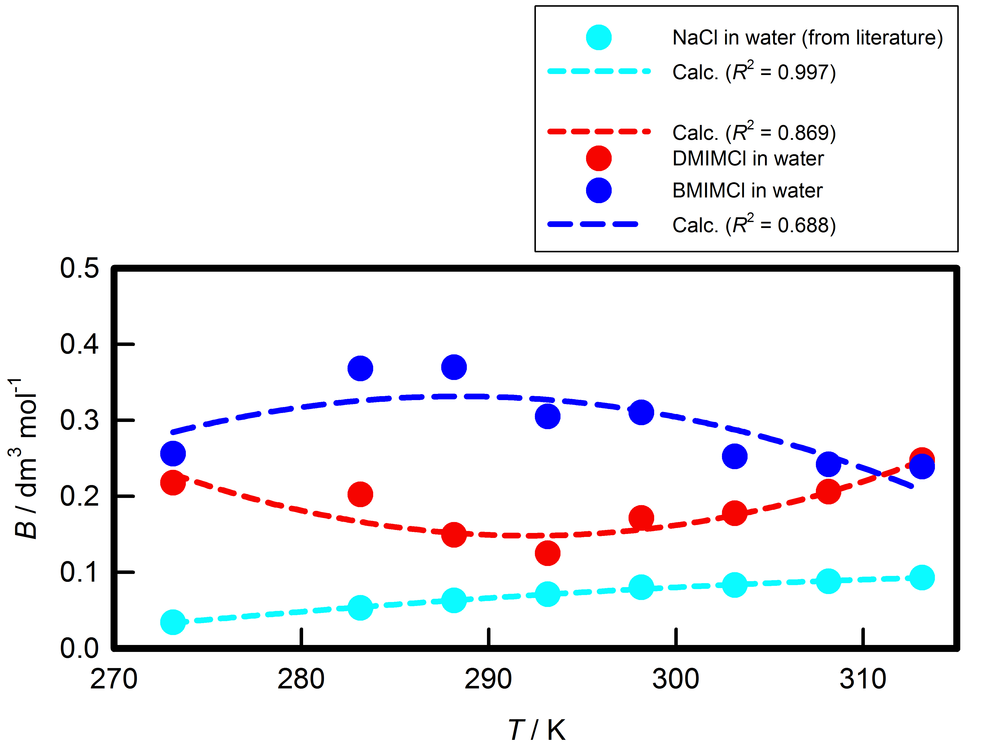 NaCl in water (from literature)
Calc. (R² = 0.997)
Calc. (R² = 0.869)
DMIMCl in water
BMIMCl in water
Calc. (R² = 0.688)
0.5
0.4
0.3
0.2
0.1
0.0
B / dm³ mol⁻¹
270 280 290 300 310
T / K